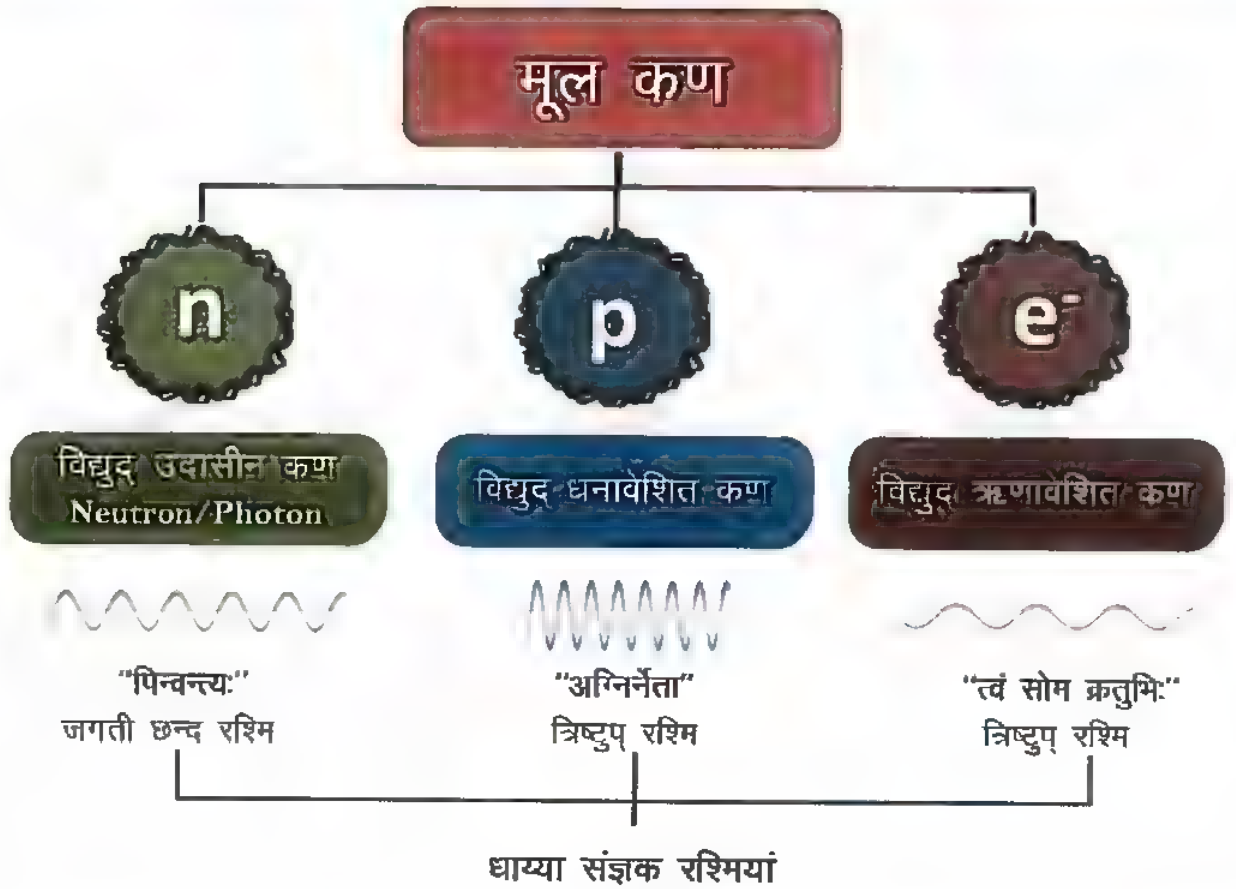 मूल कण
n
p
e⁻
विद्युद् उदासीन कण
Neutron/Photon
विद्युद धनावेशित कण
विद्युद् ऋणावेशित कण
"पिन्वन्त्यः"
जगती छन्द रश्मि
"अग्निर्नेता"
त्रिष्टुप् रश्मि
"त्वं सोम क्रतुभिः"
त्रिष्टुप् रश्मि
धाय्या संज्ञक रश्मियां